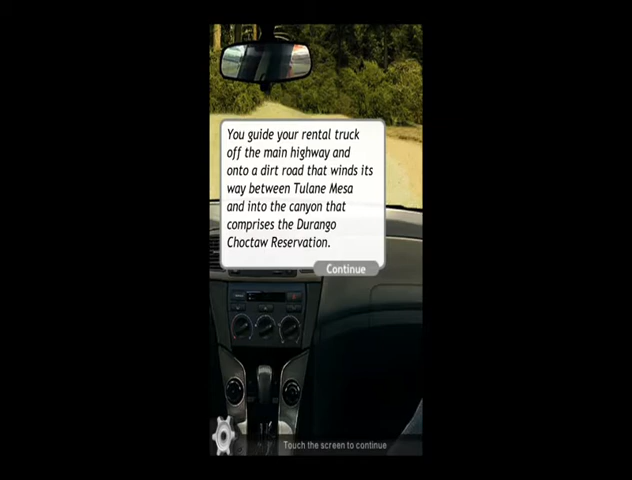 You guide your rental truck
off the main highway and
onto a dirt road that winds its
way between Tulane Mesa
and into the canyon that
comprises the Durango
Choctaw Reservation.
Continue
Touch the screen to continue